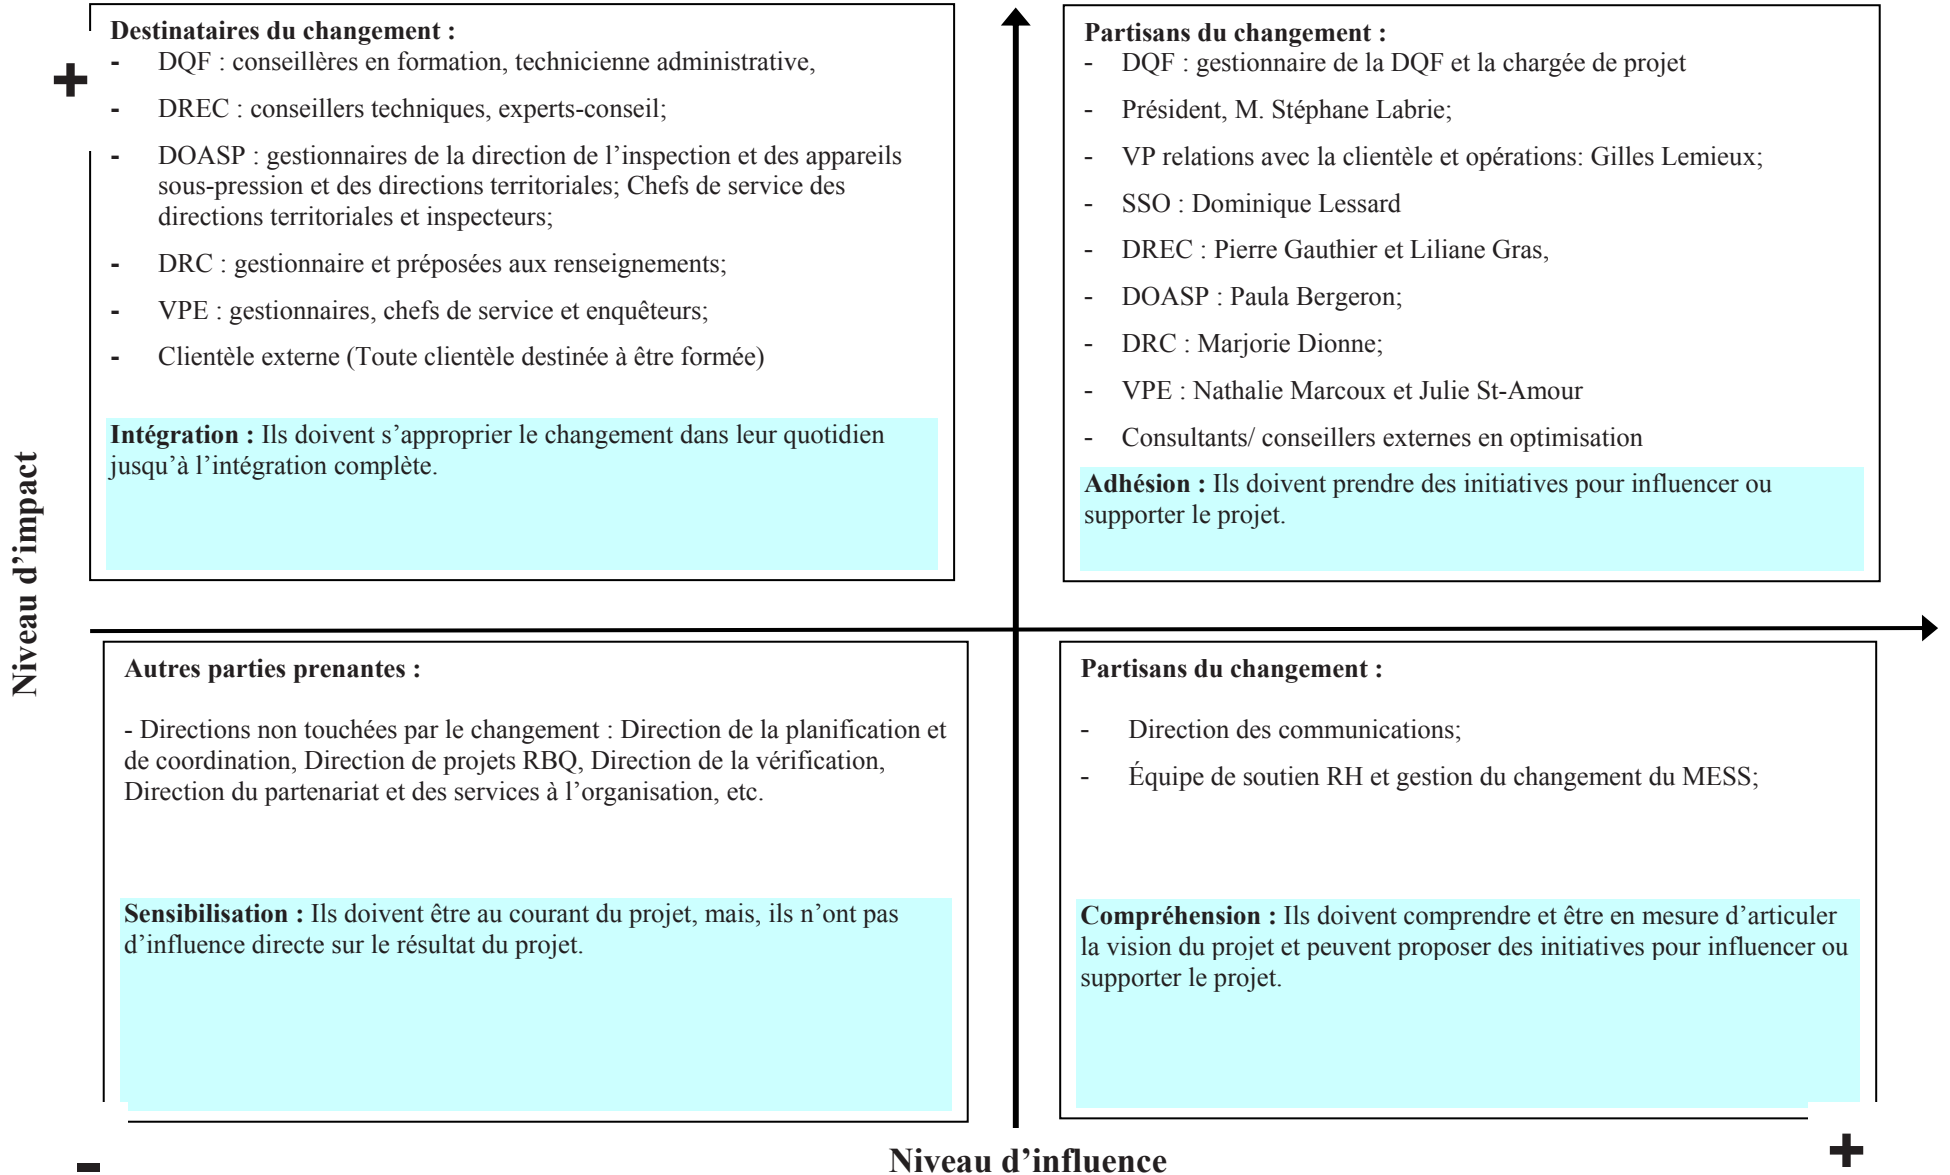 Destinataires du changement :
- DQF : conseillères en formation, technicienne administrative,
- DREC : conseillers techniques, experts-conseil;
- DOASP : gestionnaires de la direction de l’inspection et des appareils
sous-pression et des directions territoriales; Chefs de service des
directions territoriales et inspecteurs;
- DRC : gestionnaire et préposées aux renseignements;
- VPE : gestionnaires, chefs de service et enquêteurs;
- Clientèle externe (Toute clientèle destinée à être formée)
Intégration : Ils doivent s’approprier le changement dans leur quotidien
jusqu’à l’intégration complète.
Partisans du changement :
- DQF : gestionnaire de la DQF et la chargée de projet
- Président, M. Stéphane Labrie;
- VP relations avec la clientèle et opérations: Gilles Lemieux;
- SSO : Dominique Lessard
- DREC : Pierre Gauthier et Liliane Gras,
- DOASP : Paula Bergeron;
- DRC : Marjorie Dionne;
- VPE : Nathalie Marcoux et Julie St-Amour
- Consultants/ conseillers externes en optimisation
Adhésion : Ils doivent prendre des initiatives pour influencer ou
supporter le projet.
+
Niveau d’impact
Autres parties prenantes :
- Directions non touchées par le changement : Direction de la planification et
de coordination, Direction de projets RBQ, Direction de la vérification,
Direction du partenariat et des services à l’organisation, etc.
Sensibilisation : Ils doivent être au courant du projet, mais, ils n’ont pas
d’influence directe sur le résultat du projet.
Partisans du changement :
- Direction des communications;
- Équipe de soutien RH et gestion du changement du MESS;
Compréhension : Ils doivent comprendre et être en mesure d’articuler
la vision du projet et peuvent proposer des initiatives pour influencer ou
supporter le projet.
-
Niveau d’influence
+